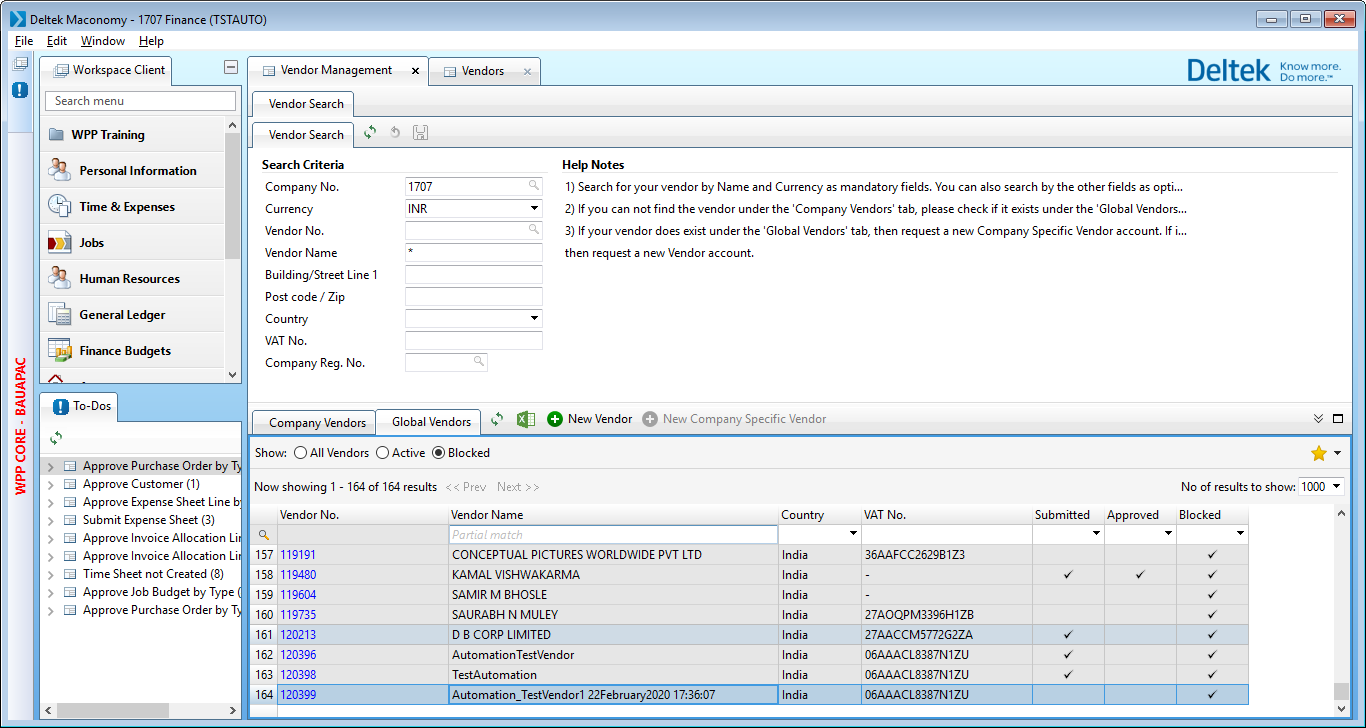 Deltek Maconomy - 1707 Finance (TSTAUTO)
File Edit Window Help
Workspace Client
Vendor Management
Vendors
Deltek Know more. Do more.™
Search menu
WPP Training
Personal Information
Time & Expenses
Jobs
Human Resources
General Ledger
Finance Budgets
WPP CORE - BAUAPAC
To-Dos
Approve Purchase Order by Ty
Approve Customer (1)
Approve Expense Sheet Line by
Submit Expense Sheet (3)
Approve Invoice Allocation Lin
Approve Invoice Allocation Lin
Time Sheet not Created (8)
Approve Job Budget by Type (
Approve Purchase Order by Ty
Vendor Search
Vendor Search
Search Criteria
Company No. 1707
Currency INR
Vendor No.
Vendor Name *
Building/Street Line 1
Post code / Zip
Country
VAT No.
Company Reg. No.
Help Notes
1) Search for your vendor by Name and Currency as mandatory fields. You can also search by the other fields as opti...
2) If you can not find the vendor under the 'Company Vendors' tab, please check if it exists under the 'Global Vendors...
3) If your vendor does exist under the 'Global Vendors' tab, then request a new Company Specific Vendor account. If i...
then request a new Vendor account.
Company Vendors Global Vendors New Vendor New Company Specific Vendor
Show: All Vendors Active Blocked
Now showing 1 - 164 of 164 results << Prev Next >> No of results to show: 1000
Vendor No. Vendor Name Country VAT No. Submitted Approved Blocked
Partial match
157 119191 CONCEPTUAL PICTURES WORLDWIDE PVT LTD India 36AAFCC2629B1Z3 ✓
158 119480 KAMAL VISHWAKARMA India - ✓ ✓ ✓
159 119604 SAMIR M BHOSLE India - ✓
160 119735 SAURABH N MULEY India 27AOQPM3396H1ZB ✓
161 120213 D B CORP LIMITED India 27AACCM5772G2ZA ✓ ✓
162 120396 AutomationTestVendor India 06AAACL8387N1ZU ✓ ✓
163 120398 TestAutomation India 06AAACL8387N1ZU ✓ ✓
164 120399 Automation_TestVendor1 22February2020 17:36:07 India 06AAACL8387N1ZU ✓